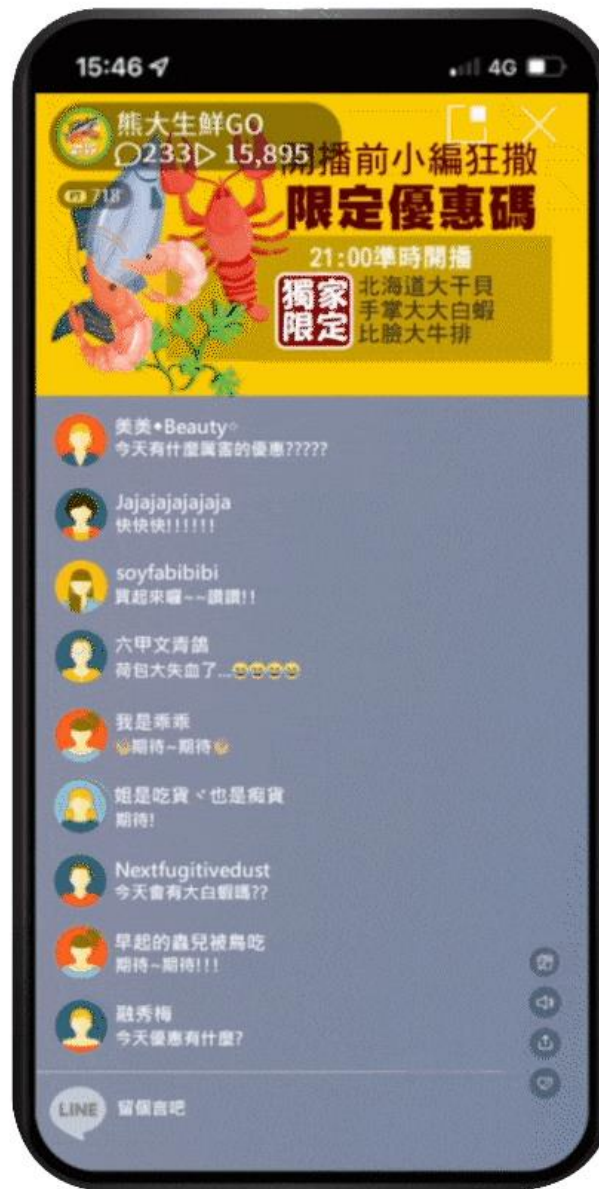 15:46
4G
熊大生鮮GO
233 15,895
718
開播前小編狂撒
限定優惠碼
21:00準時開播
獨家
限定
北海道大干貝
手掌大大白蝦
比臉大牛排
美美•Beauty✧
今天有什麼厲害的優惠?????
Jajajajajajaja
快快快!!!!!!
soyfabibibi
買起來囉~~讚讚!!
六甲文青鴿
荷包大失血了...😂😂😂😂
我是乖乖
期待~期待
姐是吃貨ㄍ也是痴貨
期待!
Nextfugitivedust
今天會有大白蝦嗎??
早起的蟲兒被鳥吃
期待~期待!!!
融秀梅
今天優惠有什麼?
LINE
留個言吧